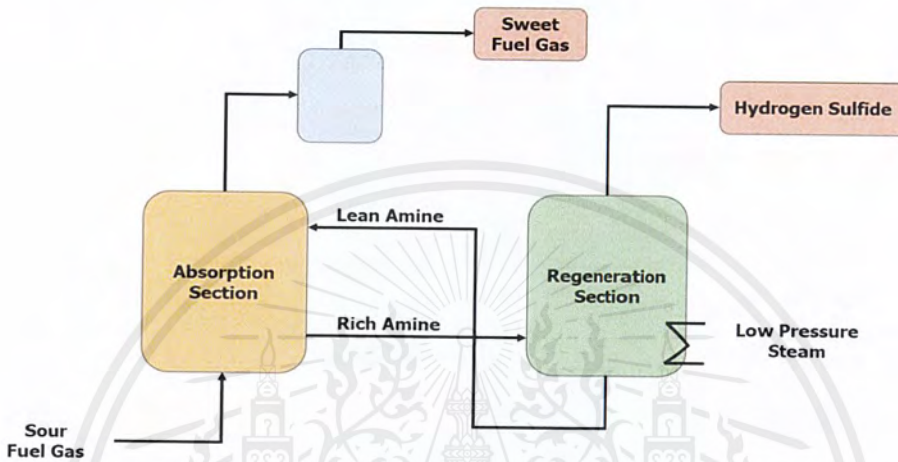 Sweet
Fuel Gas
Hydrogen Sulfide
Lean Amine
Absorption
Section
Regeneration
Section
Rich Amine
Low Pressure
Steam
Sour
Fuel Gas